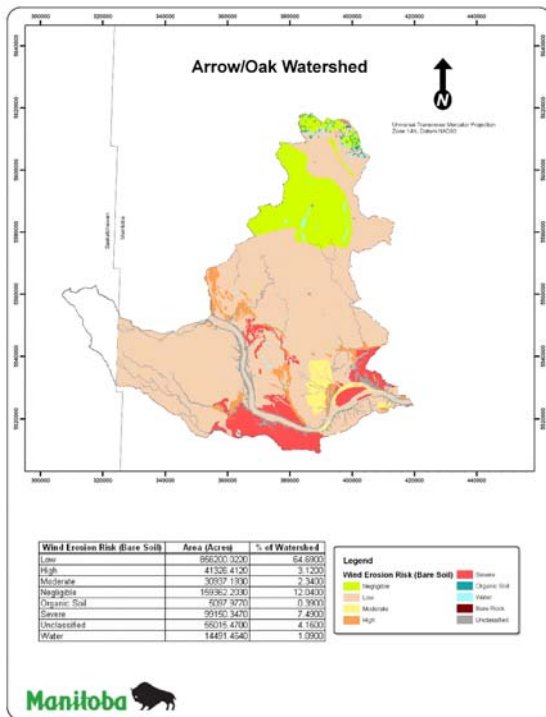 Arrow/Oak Watershed
N
Universal Transverse Mercator Projection
Zone 14N, Datum NAD83
Saskatchewan
Manitoba
300000 320000 340000 360000 380000 400000 420000 440000
Wind Erosion Risk (Bare Soil) Area (Acres) % of Watershed
Low 856200.0220 64.6900
High 41326.4120 3.1200
Moderate 30937.1930 2.3400
Negligible 159362.2030 12.0400
Organic Soil 5097.9770 0.3900
Severe 99150.3470 7.4900
Unclassified 55015.4700 4.1600
Water 14491.4640 1.0900
Legend
Wind Erosion Risk (Bare Soil)
Negligible
Low
Moderate
High
Severe
Organic Soil
Water
Bare Rock
Unclassified
Manitoba